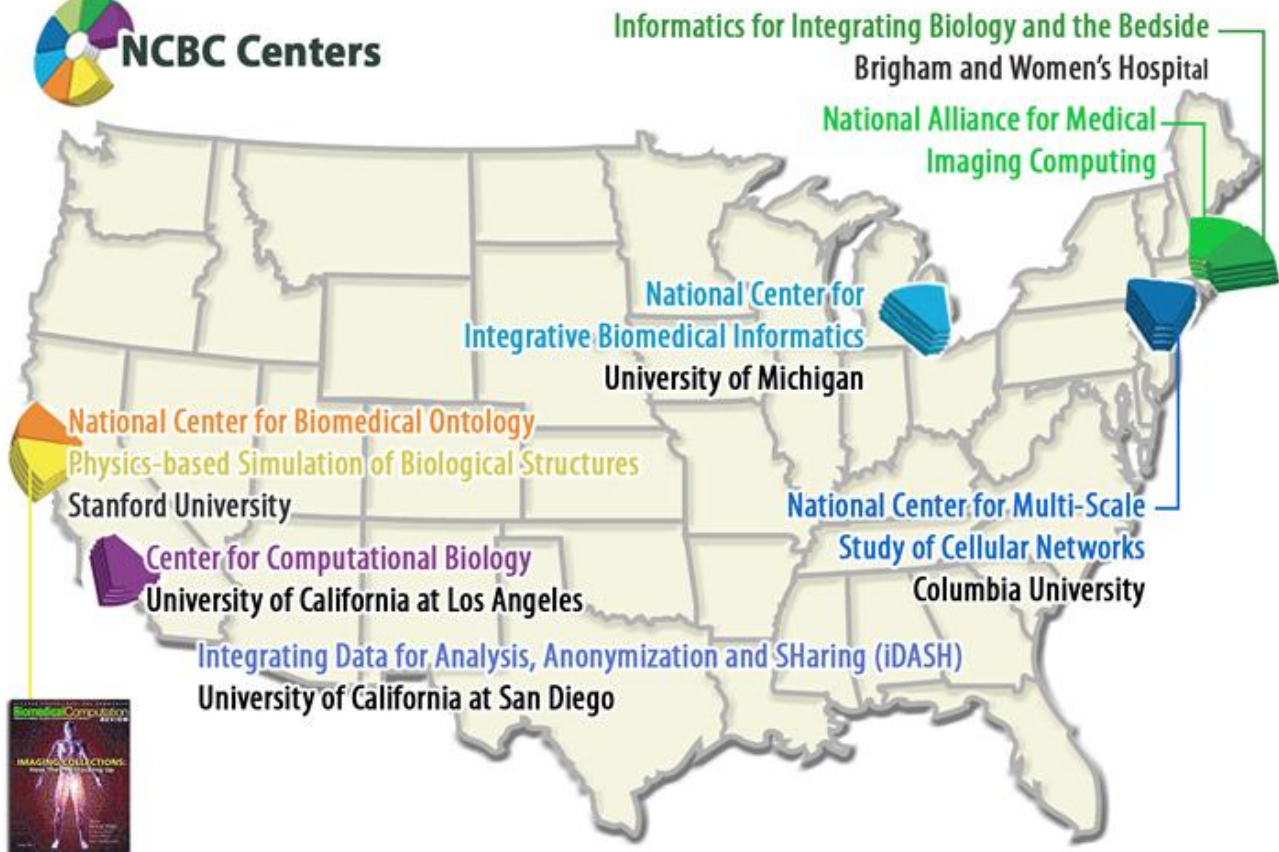 NCBC Centers
Informatics for Integrating Biology and the Bedside
Brigham and Women's Hospital
National Alliance for Medical
Imaging Computing
National Center for
Integrative Biomedical Informatics
University of Michigan
National Center for Biomedical Ontology
Physics-based Simulation of Biological Structures
Stanford University
National Center for Multi-Scale
Study of Cellular Networks
Columbia University
Center for Computational Biology
University of California at Los Angeles
Integrating Data for Analysis, Anonymization and SHaring (iDASH)
University of California at San Diego
BiomedicalComputation
REVIEW
IMAGING COLLECTIONS: